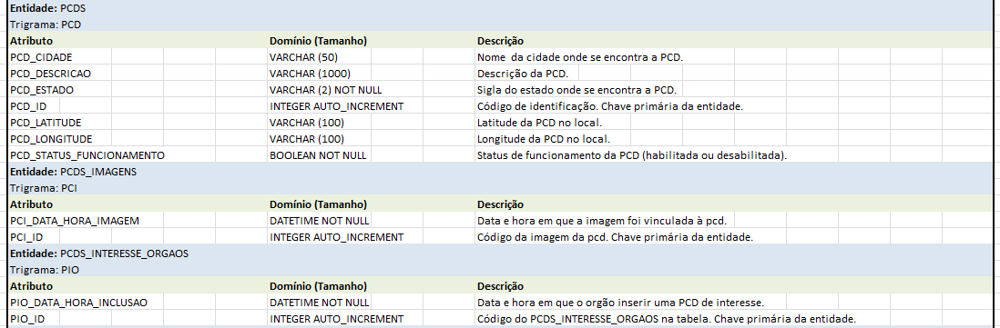 Entidade: PCDS
Trigrama: PCD
Atributo Domínio (Tamanho) Descrição
PCD_CIDADE VARCHAR (50) Nome  da cidade onde se encontra a PCD.
PCD_DESCRICAO VARCHAR (1000) Descrição da PCD.
PCD_ESTADO VARCHAR (2) NOT NULL Sigla do estado onde se encontra a PCD.
PCD_ID INTEGER AUTO_INCREMENT Código de identificação. Chave primária da entidade.
PCD_LATITUDE VARCHAR (100) Latitude da PCD no local.
PCD_LONGITUDE VARCHAR (100) Longitude da PCD no local.
PCD_STATUS_FUNCIONAMENTO BOOLEAN NOT NULL Status de funcionamento da PCD (habilitada ou desabilitada).
Entidade: PCDS_IMAGENS
Trigrama: PCI
Atributo Domínio (Tamanho) Descrição
PCI_DATA_HORA_IMAGEM DATETIME NOT NULL Data e hora em que a imagem foi vinculada à pcd.
PCI_ID INTEGER AUTO_INCREMENT Código da imagem da pcd. Chave primária da entidade.
Entidade: PCDS_INTERESSE_ORGAOS
Trigrama: PIO
Atributo Domínio (Tamanho) Descrição
PIO_DATA_HORA_INCLUSAO DATETIME NOT NULL Data e hora em que o orgão inserir uma PCD de interesse.
PIO_ID INTEGER AUTO_INCREMENT Código do PCDS_INTERESSE_ORGAOS na tabela. Chave primária da entidade.